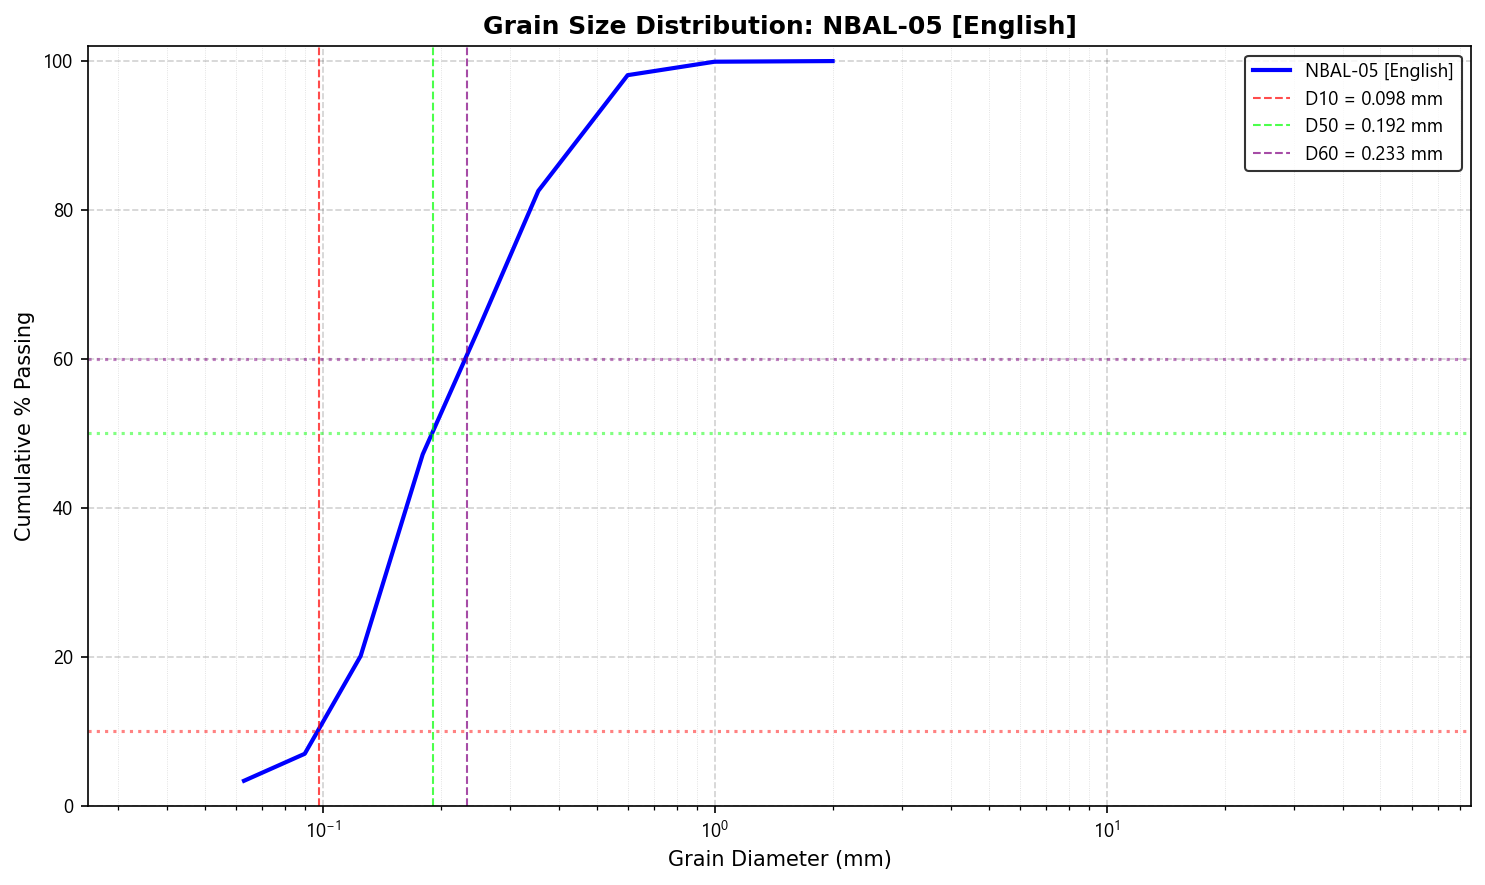 Grain Size Distribution: NBAL-05 [English]
NBAL-05 [English]
D10 = 0.098 mm
D50 = 0.192 mm
D60 = 0.233 mm
Cumulative % Passing
100
80
60
40
20
0
10⁻¹ 10⁰ 10¹
Grain Diameter (mm)